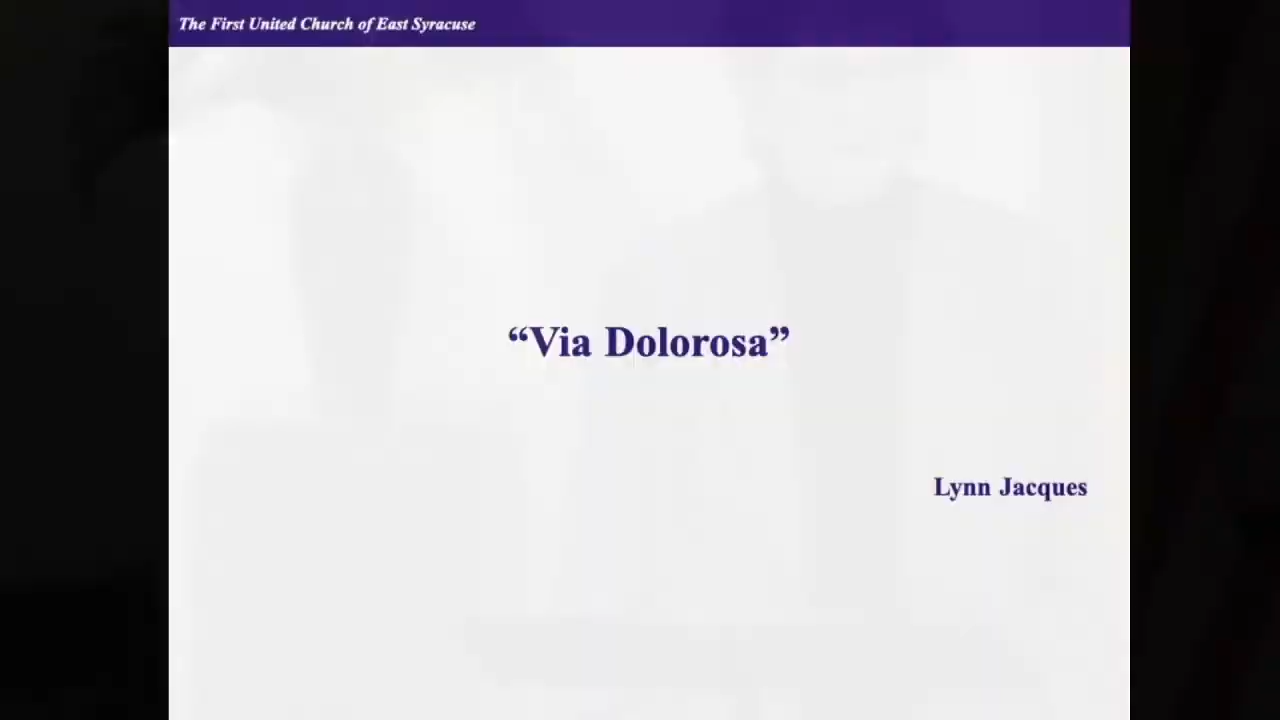 The First United Church of East Syracuse
“Via Dolorosa”
Lynn Jacques